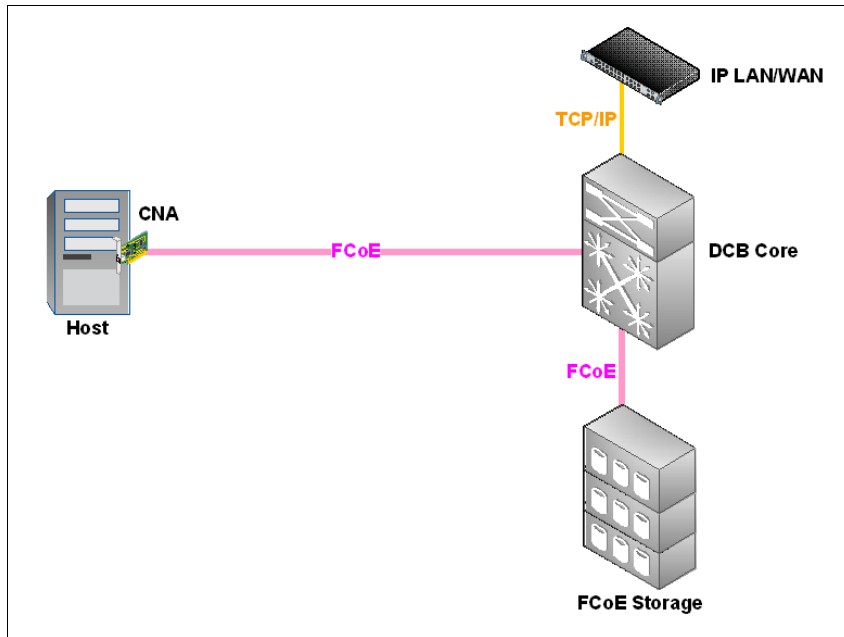 IP LAN/WAN
TCP/IP
CNA
FCoE
DCB Core
Host
FCoE
FCoE Storage